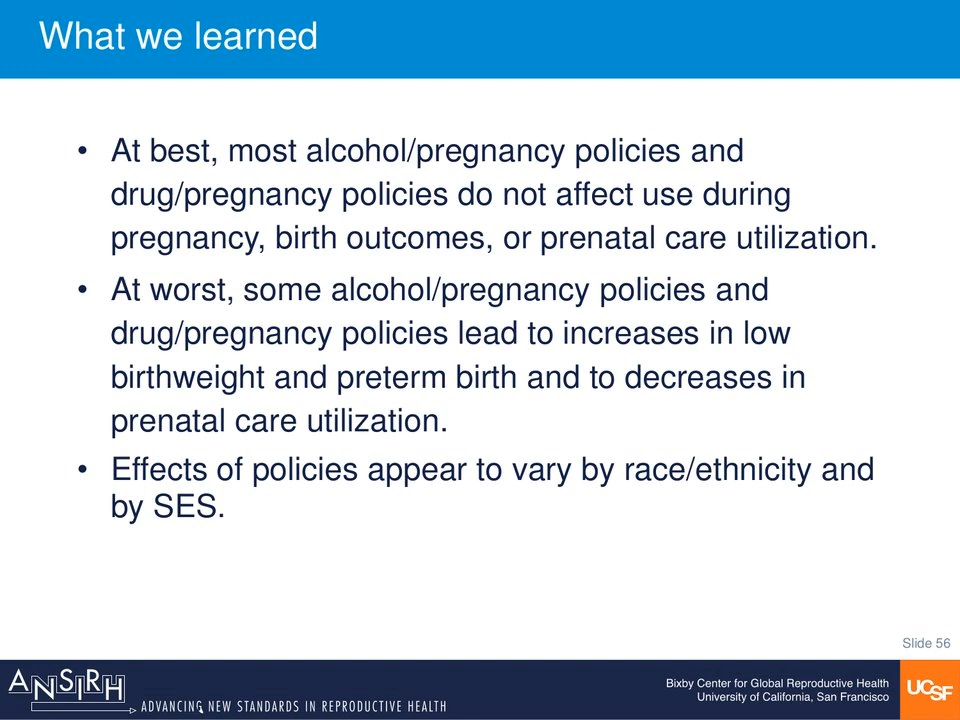 What we learned
• At best, most alcohol/pregnancy policies and
drug/pregnancy policies do not affect use during
pregnancy, birth outcomes, or prenatal care utilization.
• At worst, some alcohol/pregnancy policies and
drug/pregnancy policies lead to increases in low
birthweight and preterm birth and to decreases in
prenatal care utilization.
• Effects of policies appear to vary by race/ethnicity and
by SES.
Slide 56
ANSIRH
ADVANCING NEW STANDARDS IN REPRODUCTIVE HEALTH
Bixby Center for Global Reproductive Health
University of California, San Francisco
UCSF